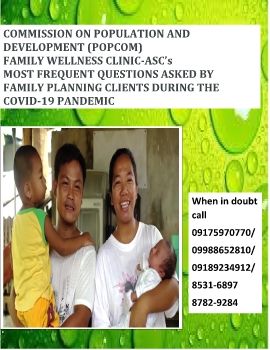 COMMISSION ON POPULATION AND
DEVELOPMENT (POPCOM)
FAMILY WELLNESS CLINIC-ASC's
MOST FREQUENT QUESTIONS ASKED BY
FAMILY PLANNING CLIENTS DURING THE
COVID-19 PANDEMIC
When in doubt
call
09175970770/
09988652810/
09189234912/
8531-6897
8782-9284